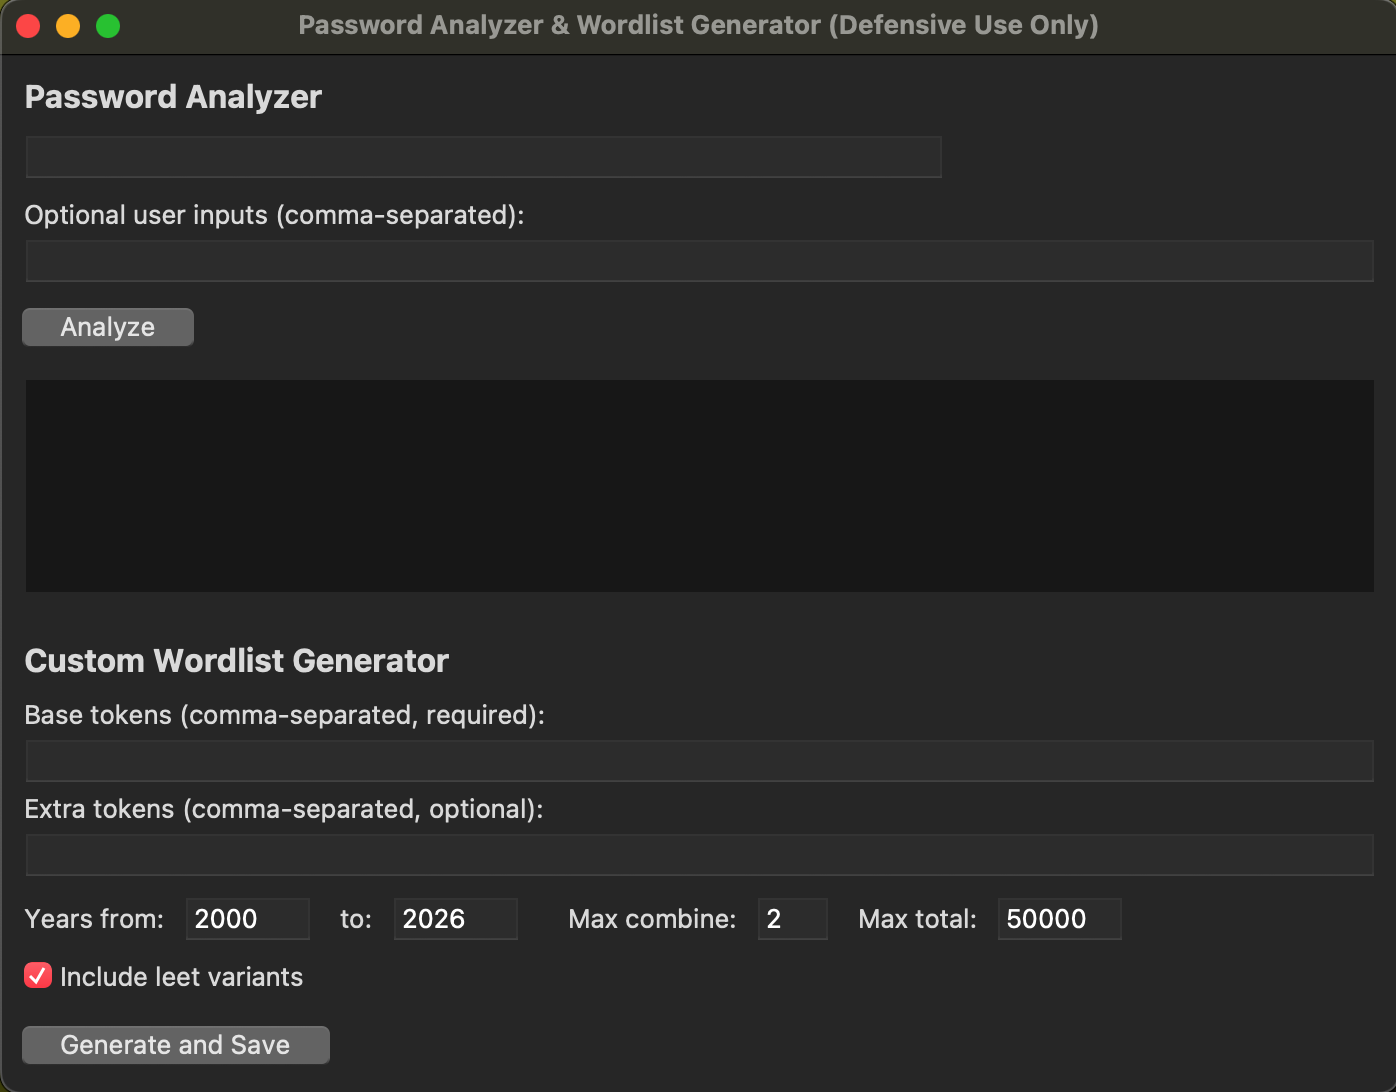 Password Analyzer & Wordlist Generator (Defensive Use Only)
Password Analyzer
Optional user inputs (comma-separated):
Analyze
Custom Wordlist Generator
Base tokens (comma-separated, required):
Extra tokens (comma-separated, optional):
Years from: 2000 to: 2026 Max combine: 2 Max total: 50000
Include leet variants
Generate and Save